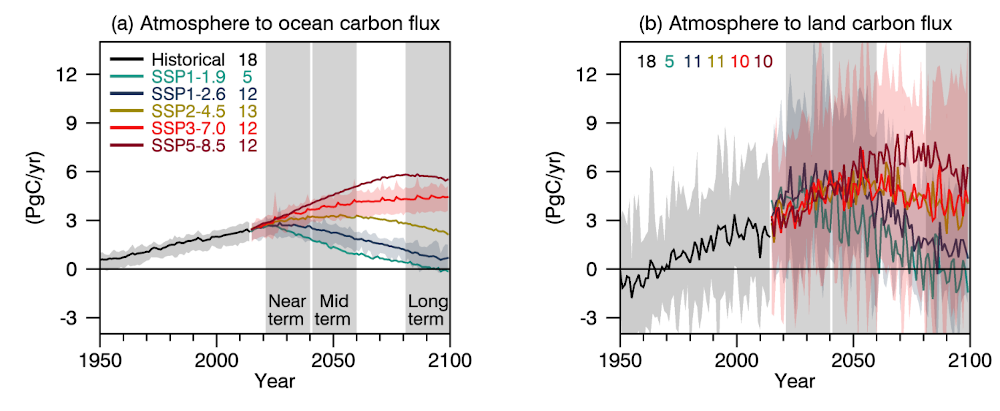 (a) Atmosphere to ocean carbon flux
(PgC/yr)
12
9
6
3
0
-3
Historical 18
SSP1-1.9 5
SSP1-2.6 12
SSP2-4.5 13
SSP3-7.0 12
SSP5-8.5 12
Near term
Mid term
Long term
1950 2000 2050 2100
Year
(b) Atmosphere to land carbon flux
(PgC/yr)
12
9
6
3
0
-3
18 5 11 11 10 10
1950 2000 2050 2100
Year